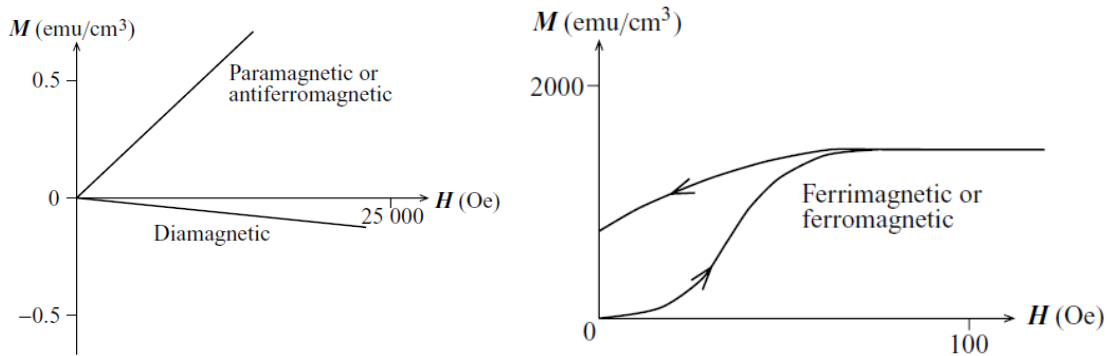 M (emu/cm³)
0.5
Paramagnetic or
antiferromagnetic
0
H (Oe)
25 000
Diamagnetic
–0.5
M (emu/cm³)
2000
Ferrimagnetic or
ferromagnetic
0
H (Oe)
100